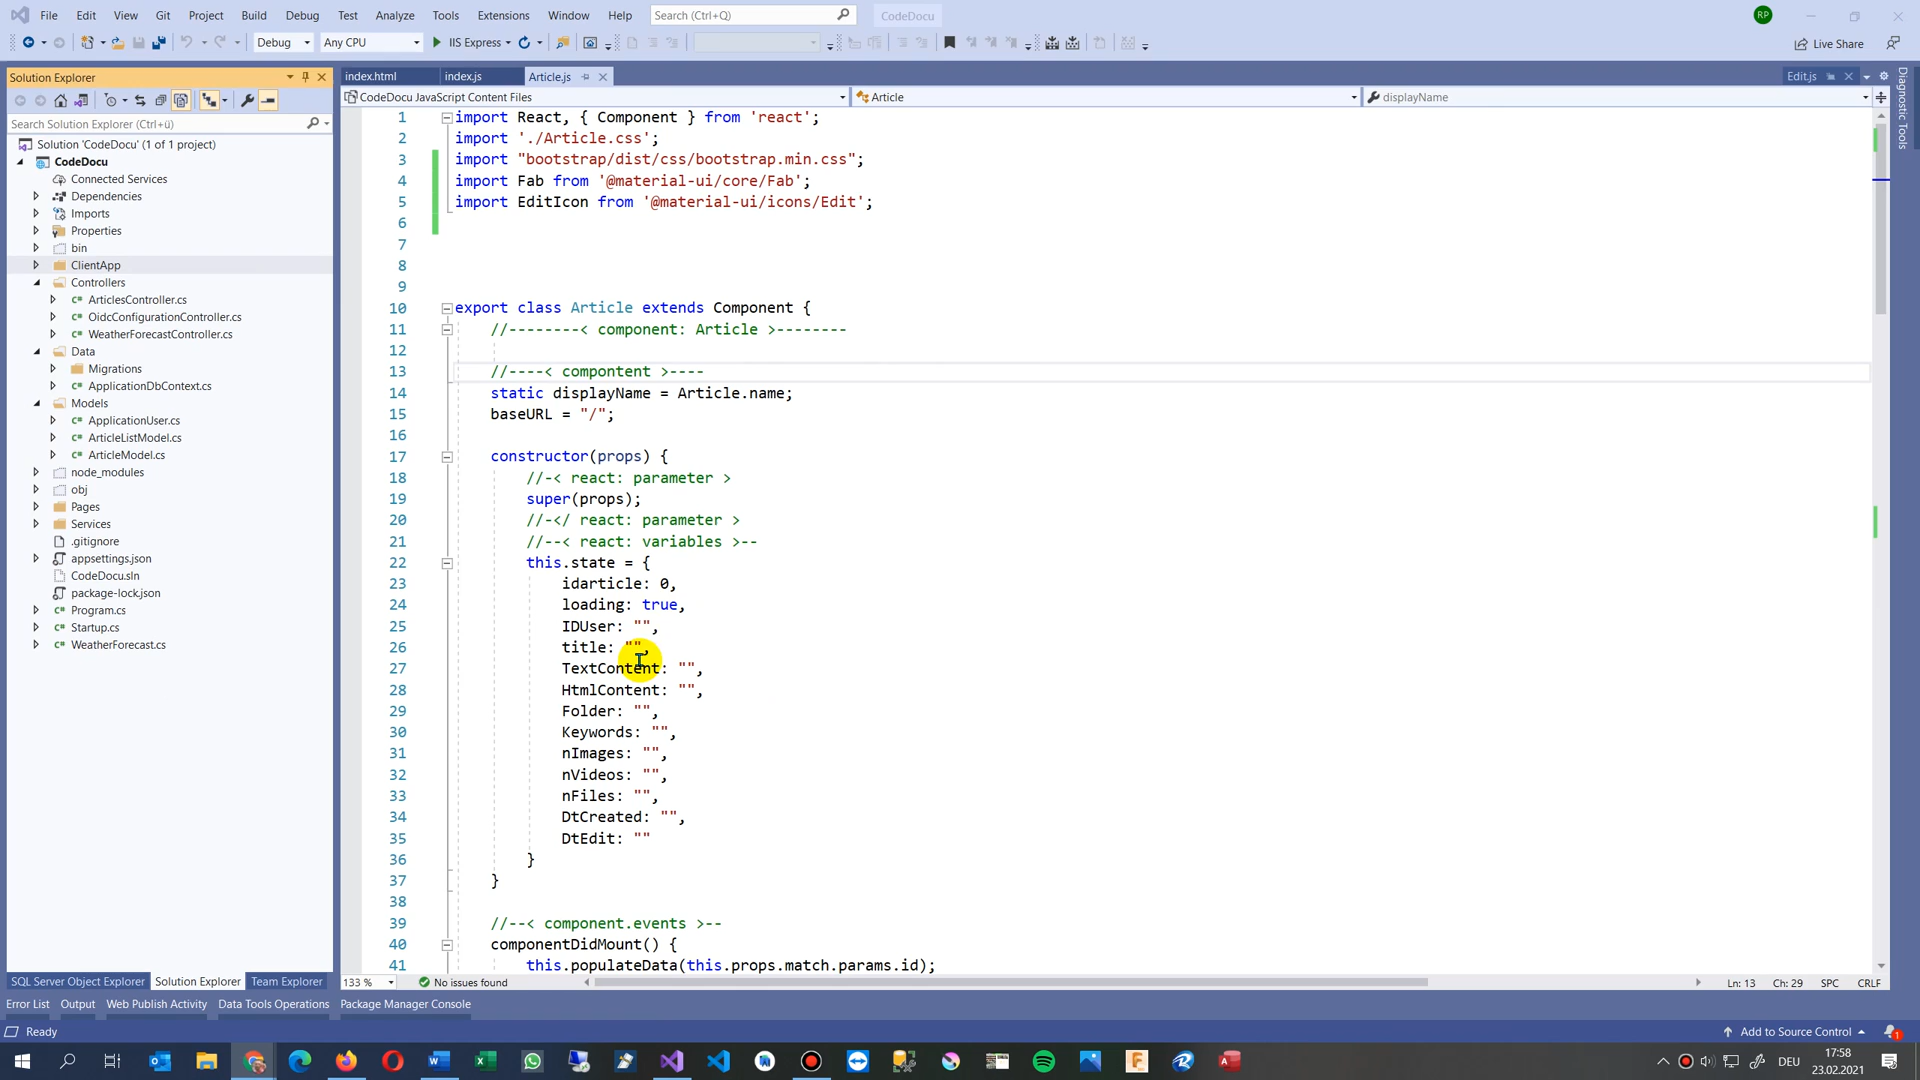 File Edit View Git Project Build Debug Test Analyze Tools Extensions Window Help Search (Ctrl+Q) CodeDocu RP
Debug Any CPU IIS Express Live Share
Solution Explorer index.html index.js Article.js Edit.js
CodeDocu JavaScript Content Files Article displayName
Diagnostic Tools
Search Solution Explorer (Ctrl+ü)
Solution 'CodeDocu' (1 of 1 project)
CodeDocu
Connected Services
Dependencies
Imports
Properties
bin
ClientApp
Controllers
ArticlesController.cs
OidcConfigurationController.cs
WeatherForecastController.cs
Data
Migrations
ApplicationDbContext.cs
Models
ApplicationUser.cs
ArticleListModel.cs
ArticleModel.cs
node_modules
obj
Pages
Services
.gitignore
appsettings.json
CodeDocu.sln
package-lock.json
Program.cs
Startup.cs
WeatherForecast.cs
1 import React, { Component } from 'react';
2 import './Article.css';
3 import "bootstrap/dist/css/bootstrap.min.css";
4 import Fab from '@material-ui/core/Fab';
5 import EditIcon from '@material-ui/icons/Edit';
6
7
8
9
10 export class Article extends Component {
11 //--------< component: Article >--------
12
13 //----< compontent >----
14 static displayName = Article.name;
15 baseURL = "/";
16
17 constructor(props) {
18 //-< react: parameter >
19 super(props);
20 //-</ react: parameter >
21 //--< react: variables >--
22 this.state = {
23 idarticle: 0,
24 loading: true,
25 IDUser: "",
26 title: "",
27 TextContent: "",
28 HtmlContent: "",
29 Folder: "",
30 Keywords: "",
31 nImages: "",
32 nVideos: "",
33 nFiles: "",
34 DtCreated: "",
35 DtEdit: ""
36 }
37 }
38
39 //--< component.events >--
40 componentDidMount() {
41 this.populateData(this.props.match.params.id);
SQL Server Object Explorer Solution Explorer Team Explorer 133 % No issues found Ln: 13 Ch: 29 SPC CRLF
Error List Output Web Publish Activity Data Tools Operations Package Manager Console
Ready Add to Source Control 1
DEU 17:58
23.02.2021